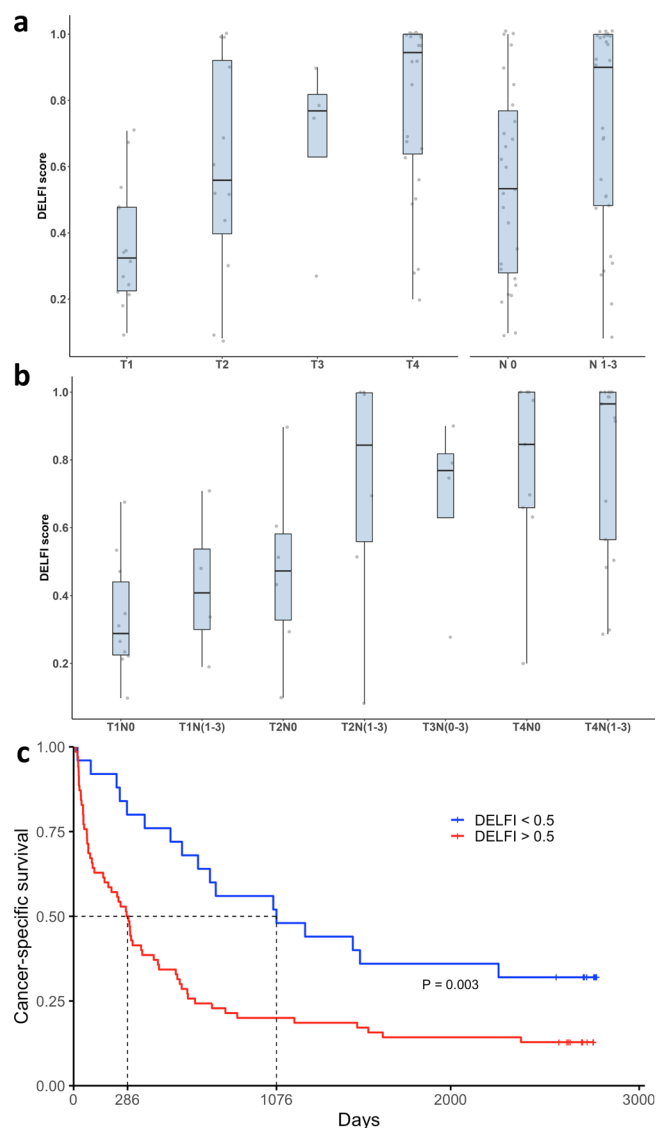 a
DELFI score
1.0
0.8
0.6
0.4
0.2
T1 T2 T3 T4 N 0 N 1-3
b
DELFI score
1.0
0.8
0.6
0.4
0.2
T1N0 T1N(1-3) T2N0 T2N(1-3) T3N(0-3) T4N0 T4N(1-3)
c
Cancer-specific survival
1.00
0.75
0.50
0.25
0.00
DELFI < 0.5
DELFI > 0.5
P = 0.003
0 286 1076 2000 3000
Days